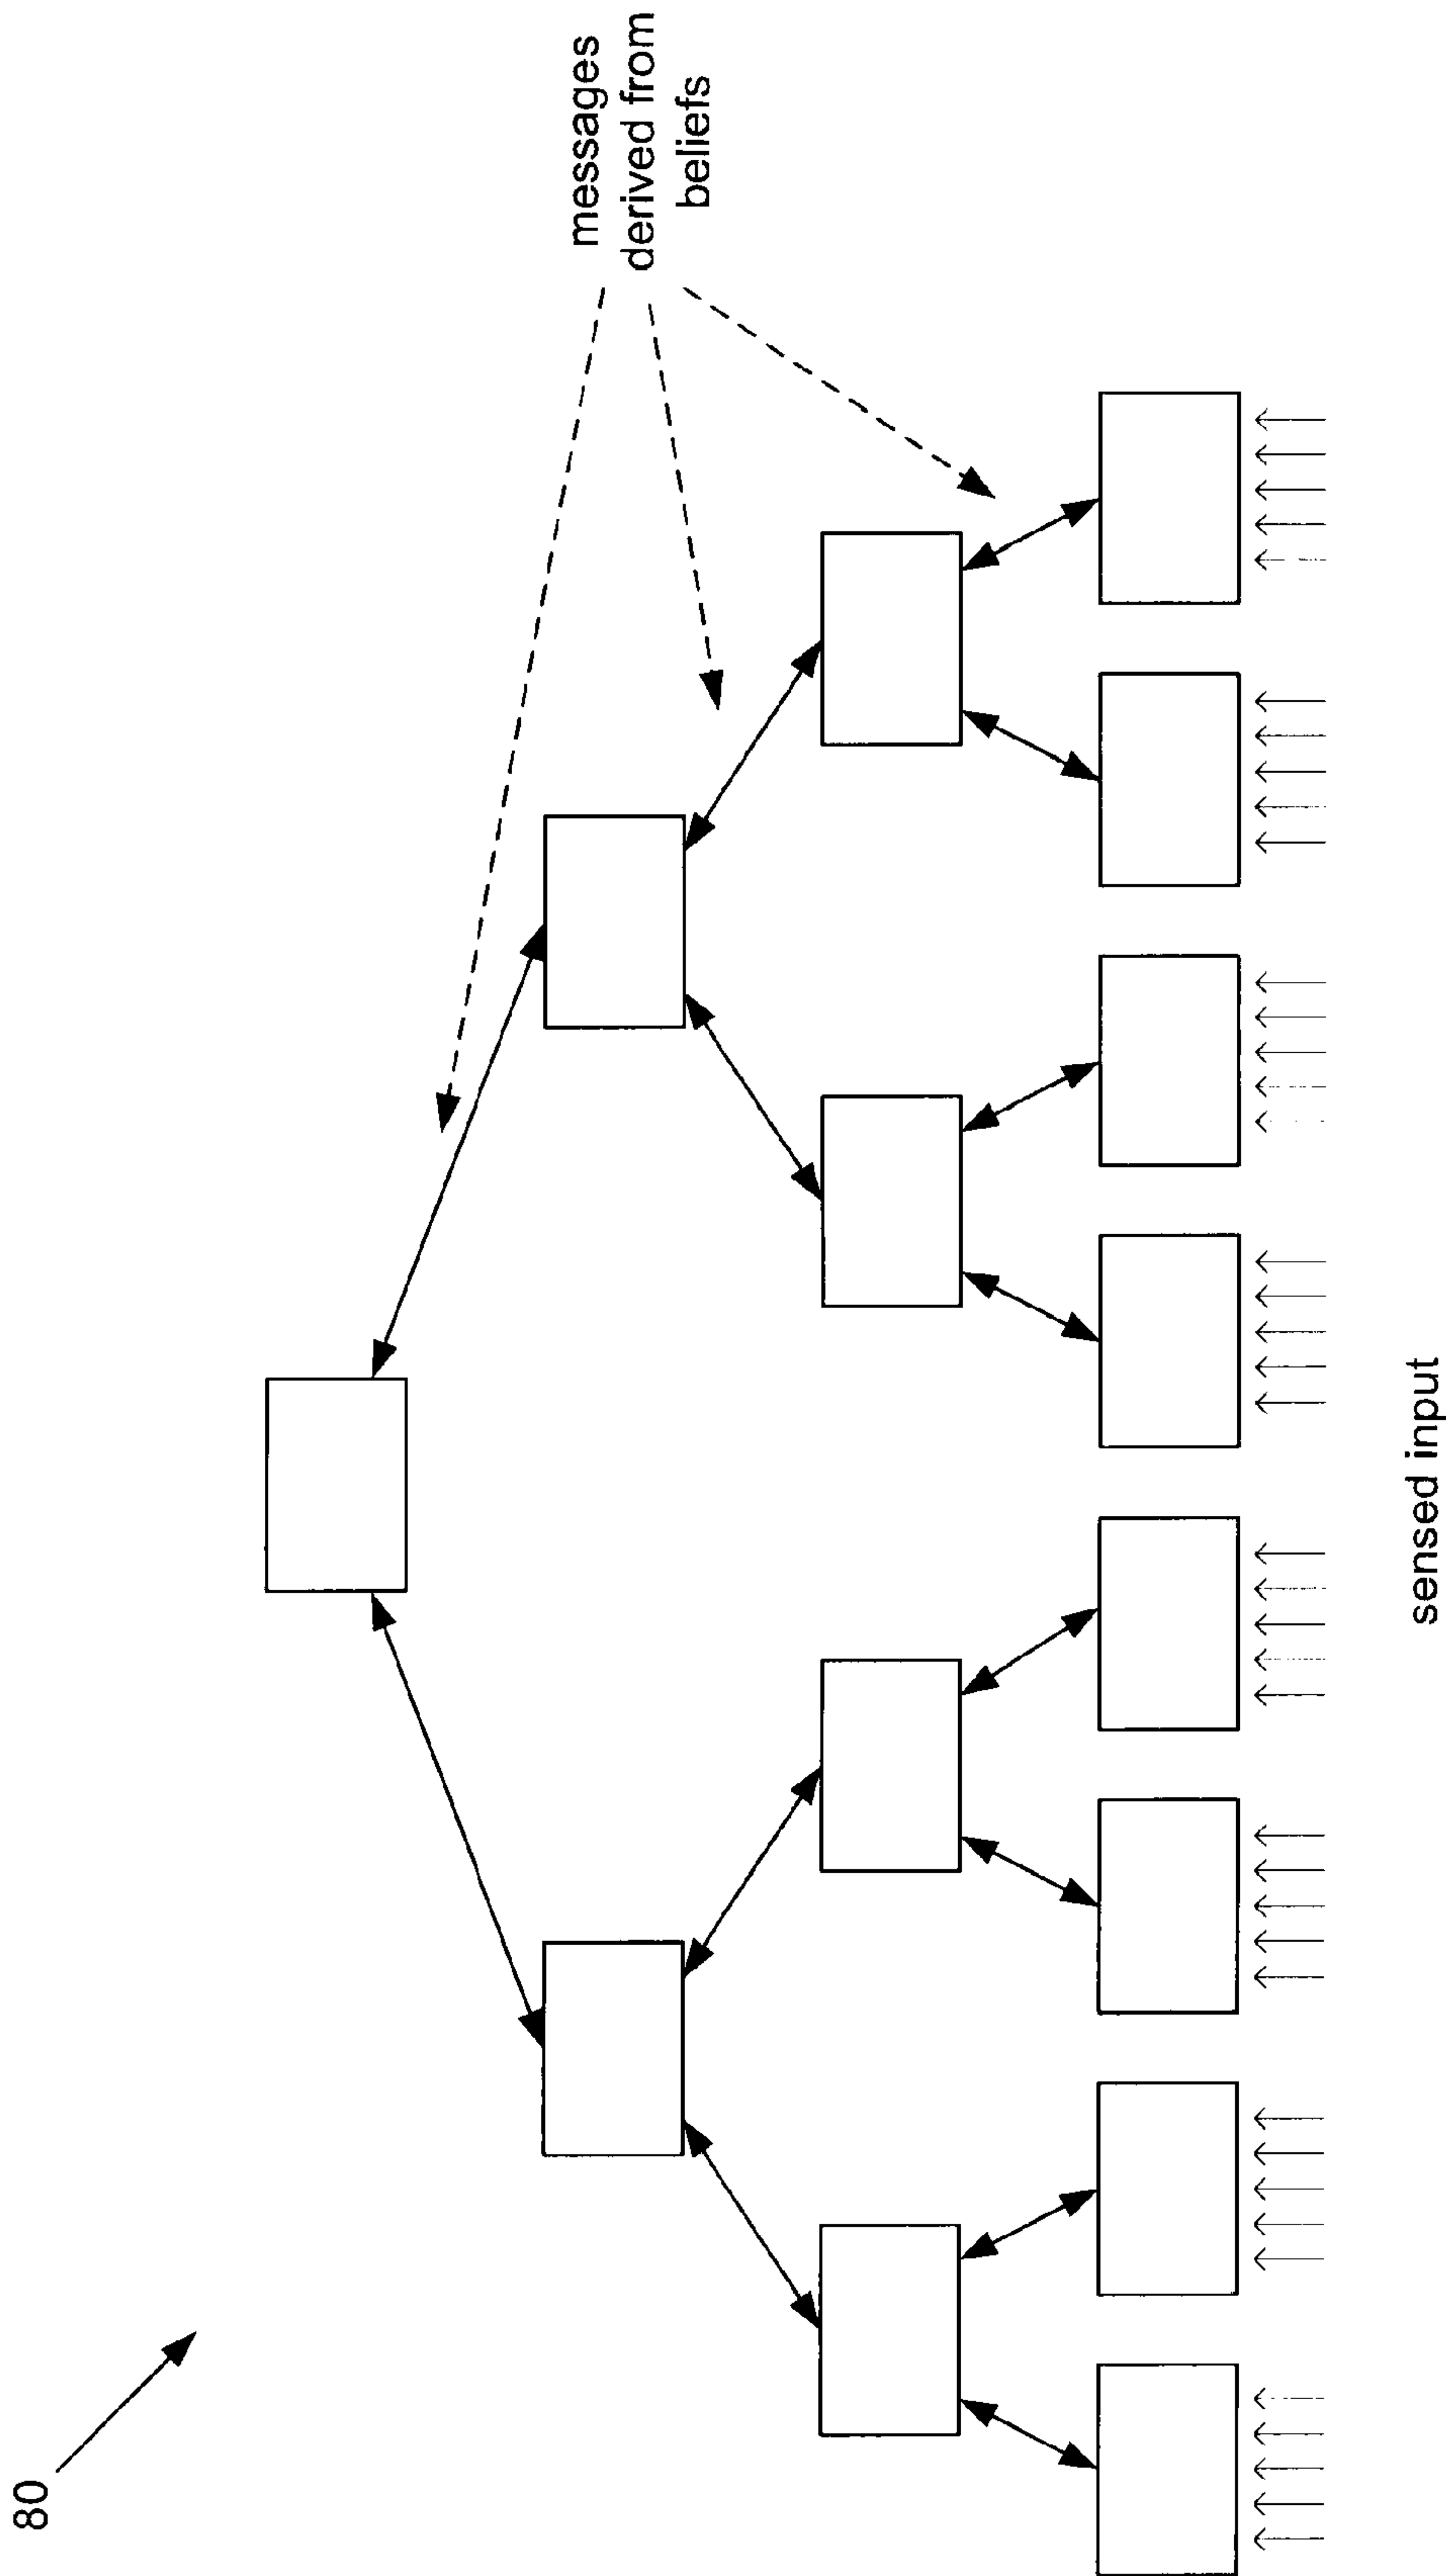 80
messages
derived from
beliefs
sensed input